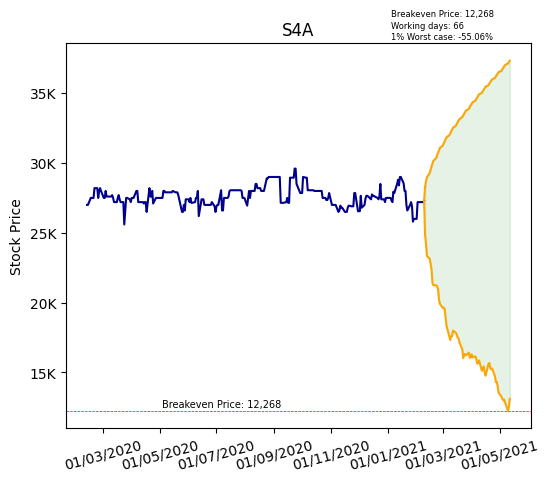 Breakeven Price: 12,268
Working days: 66
1% Worst case: -55.06%
S4A
Stock Price
35K
30K
25K
20K
15K
Breakeven Price: 12,268
01/03/2020
01/05/2020
01/07/2020
01/09/2020
01/11/2020
01/01/2021
01/03/2021
01/05/2021